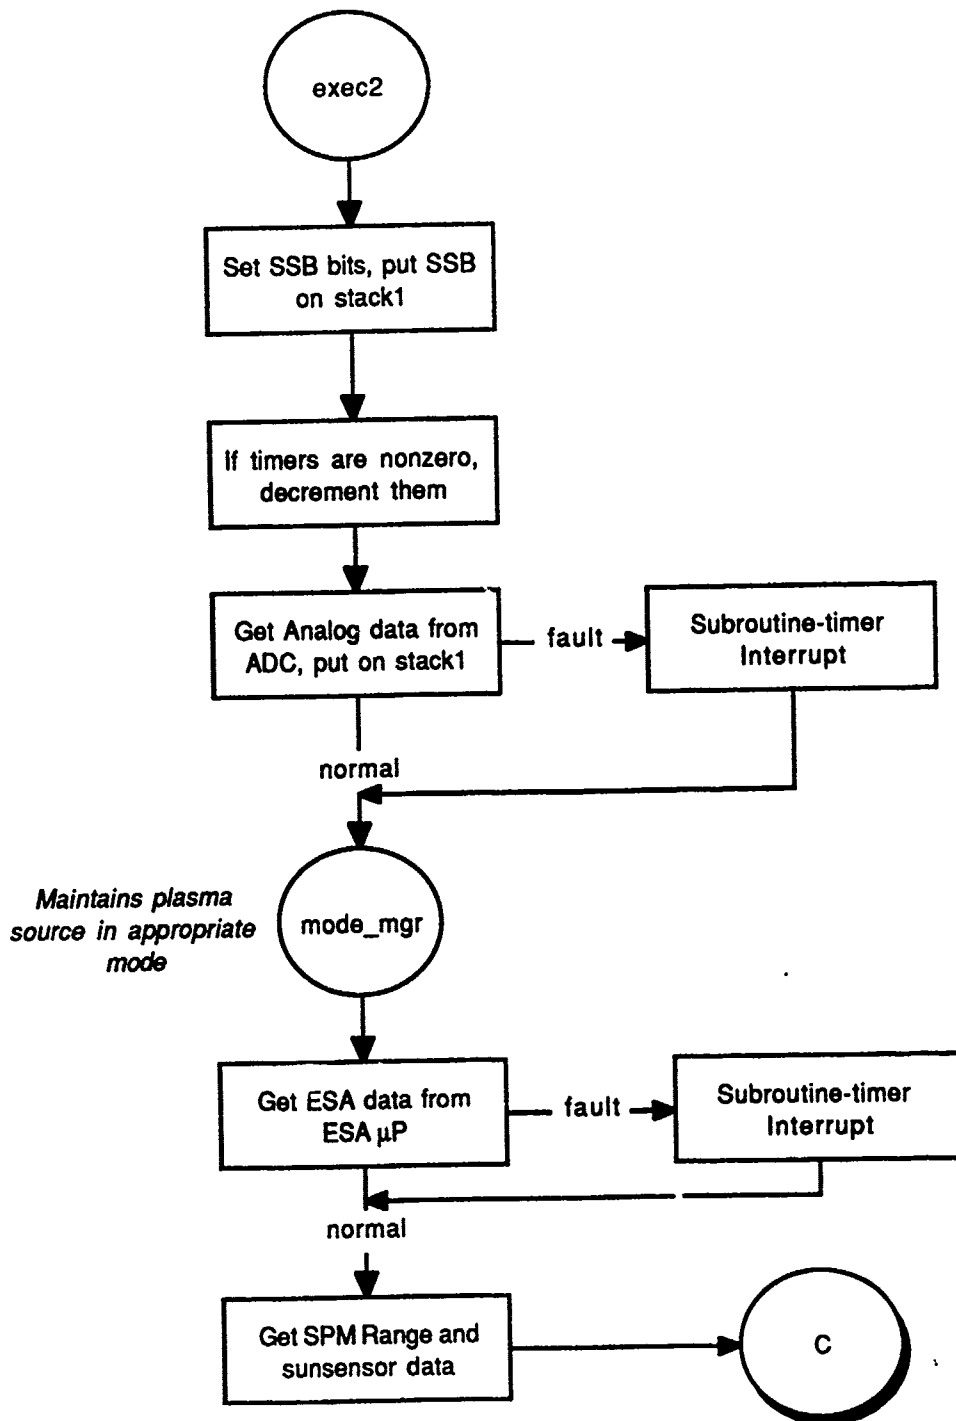 exec2
Set SSB bits, put SSB
on stack1
If timers are nonzero,
decrement them
Get Analog data from
ADC, put on stack1
fault
Subroutine-timer
Interrupt
normal
Maintains plasma
source in appropriate
mode
mode_mgr
Get ESA data from
ESA µP
fault
Subroutine-timer
Interrupt
normal
Get SPM Range and
sunsensor data
C